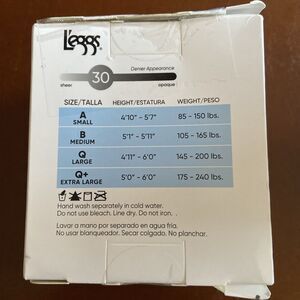 L'eggs
Denier Appearance
30
sheer opaque
SIZE/TALLA HEIGHT/ESTATURA WEIGHT/PESO
A 4'10" - 5'7" 85 - 150 lbs.
SMALL
B 5'1" - 5'11" 105 - 165 lbs.
MEDIUM
Q 4'11" - 6'0" 145 - 200 lbs.
LARGE
Q+ 5'0" - 6'0" 175 - 240 lbs.
EXTRA LARGE
Hand wash separately in cold water.
Do not use bleach. Line dry. Do not iron.
Lavar a mano por separado en agua fría.
No usar blanqueador. Secar colgado. No planchar.